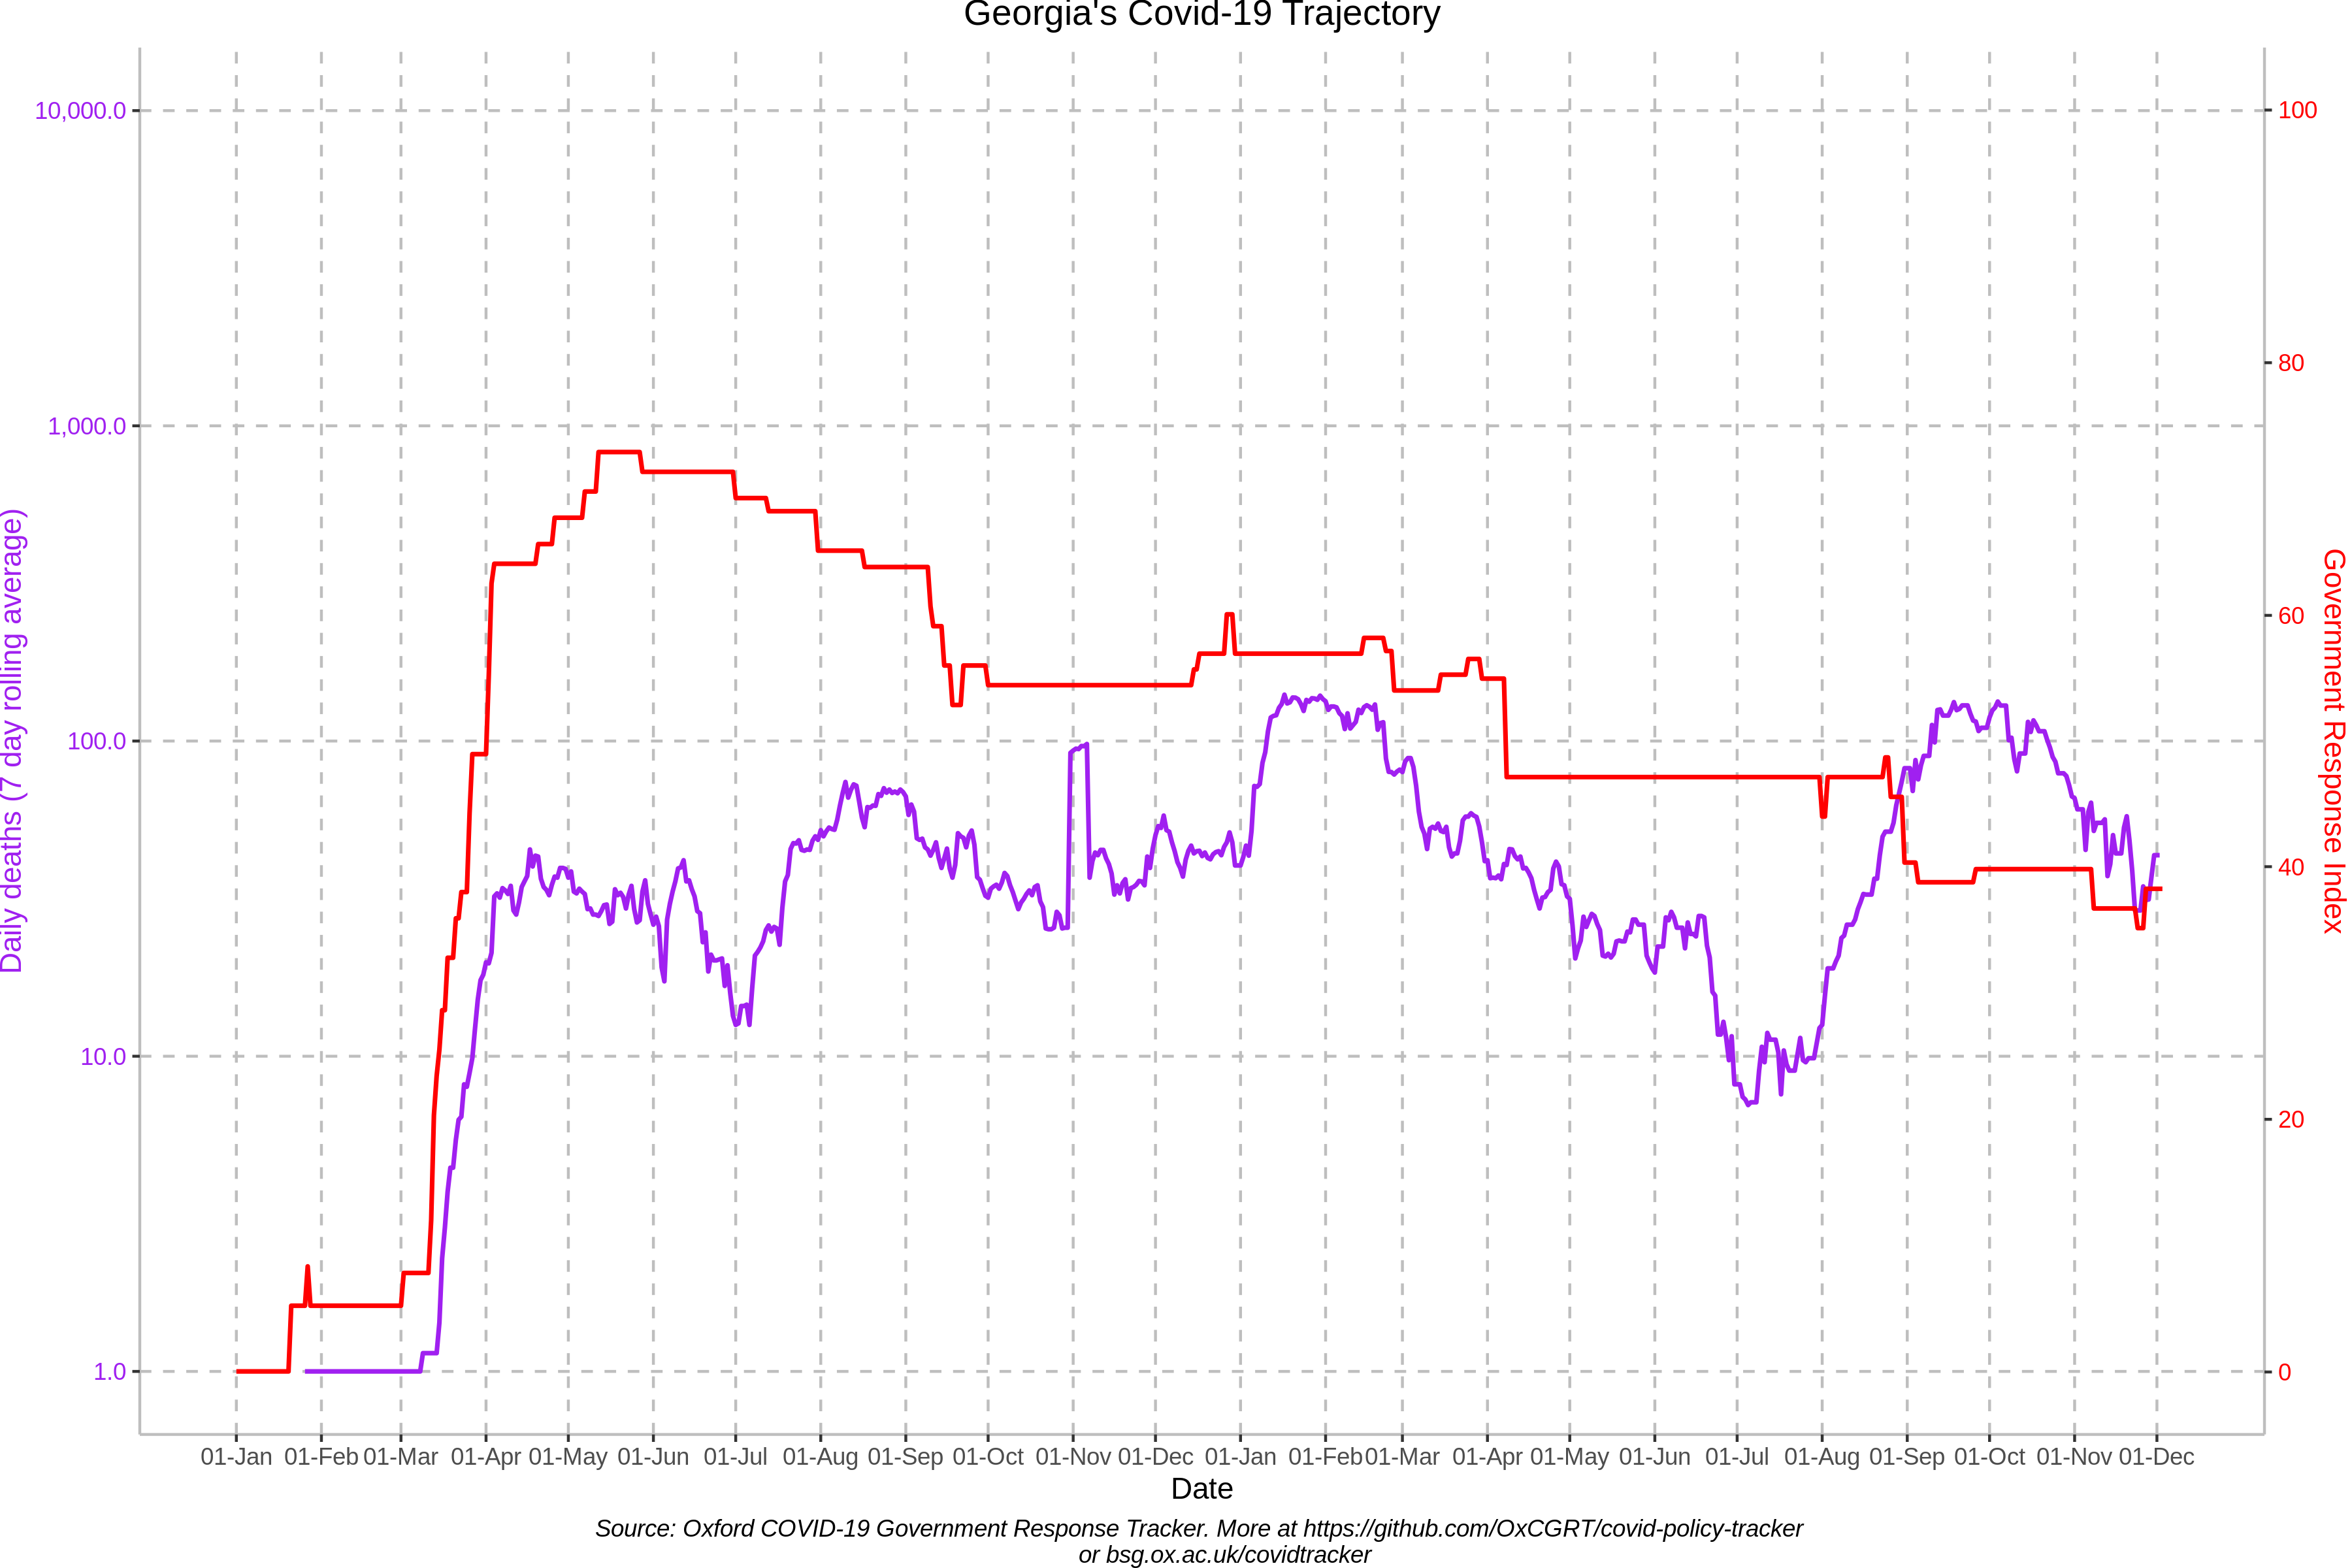 Georgia's Covid-19 Trajectory
10,000.0
1,000.0
100.0
10.0
1.0
Daily deaths (7 day rolling average)
100
80
60
40
20
0
Government Response Index
01-Jan 01-Feb 01-Mar 01-Apr 01-May 01-Jun 01-Jul 01-Aug 01-Sep 01-Oct 01-Nov 01-Dec 01-Jan 01-Feb 01-Mar 01-Apr 01-May 01-Jun 01-Jul 01-Aug 01-Sep 01-Oct 01-Nov 01-Dec
Date
Source: Oxford COVID-19 Government Response Tracker. More at https://github.com/OxCGRT/covid-policy-tracker
or bsg.ox.ac.uk/covidtracker